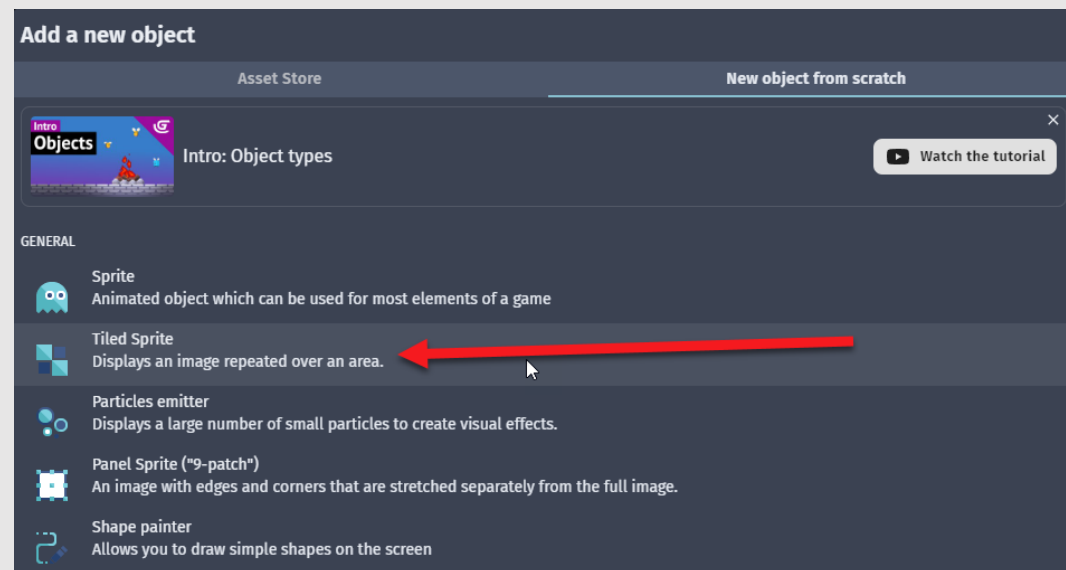 Add a new object
Asset Store
New object from scratch
Intro
Objects
Intro: Object types
Watch the tutorial
GENERAL
Sprite
Animated object which can be used for most elements of a game
Tiled Sprite
Displays an image repeated over an area.
Particles emitter
Displays a large number of small particles to create visual effects.
Panel Sprite ("9-patch")
An image with edges and corners that are stretched separately from the full image.
Shape painter
Allows you to draw simple shapes on the screen